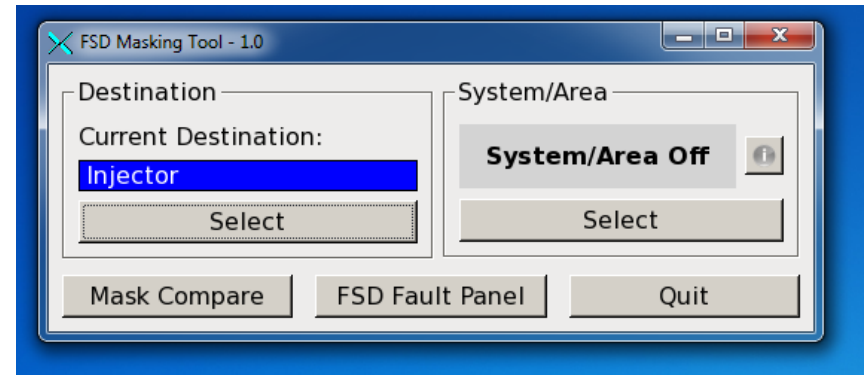 FSD Masking Tool - 1.0
Destination
Current Destination:
Injector
Select
System/Area
System/Area Off
Select
Mask Compare
FSD Fault Panel
Quit